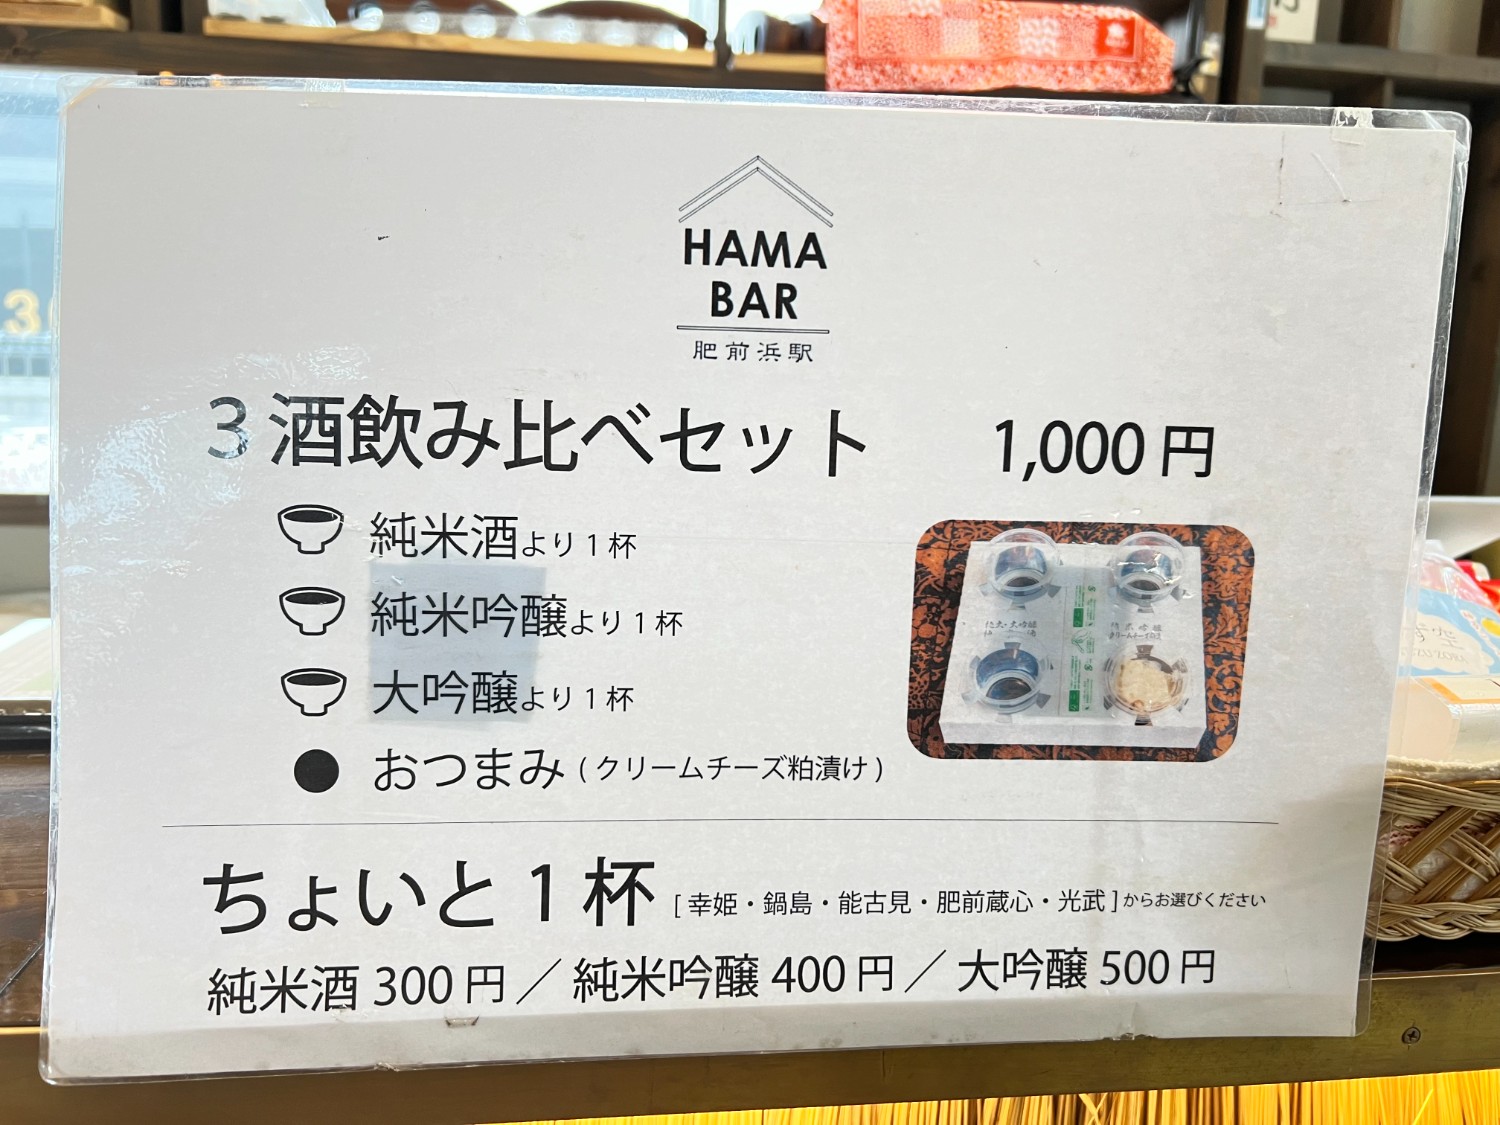 HAMA
BAR
肥前浜駅
3酒飲み比べセット 1,000円
純米酒より1杯
純米吟醸より1杯
大吟醸より1杯
おつまみ(クリームチーズ粕漬け)
ちょいと1杯 [幸姫・鍋島・能古見・肥前蔵心・光武]からお選びください
純米酒300円／純米吟醸400円／大吟醸500円